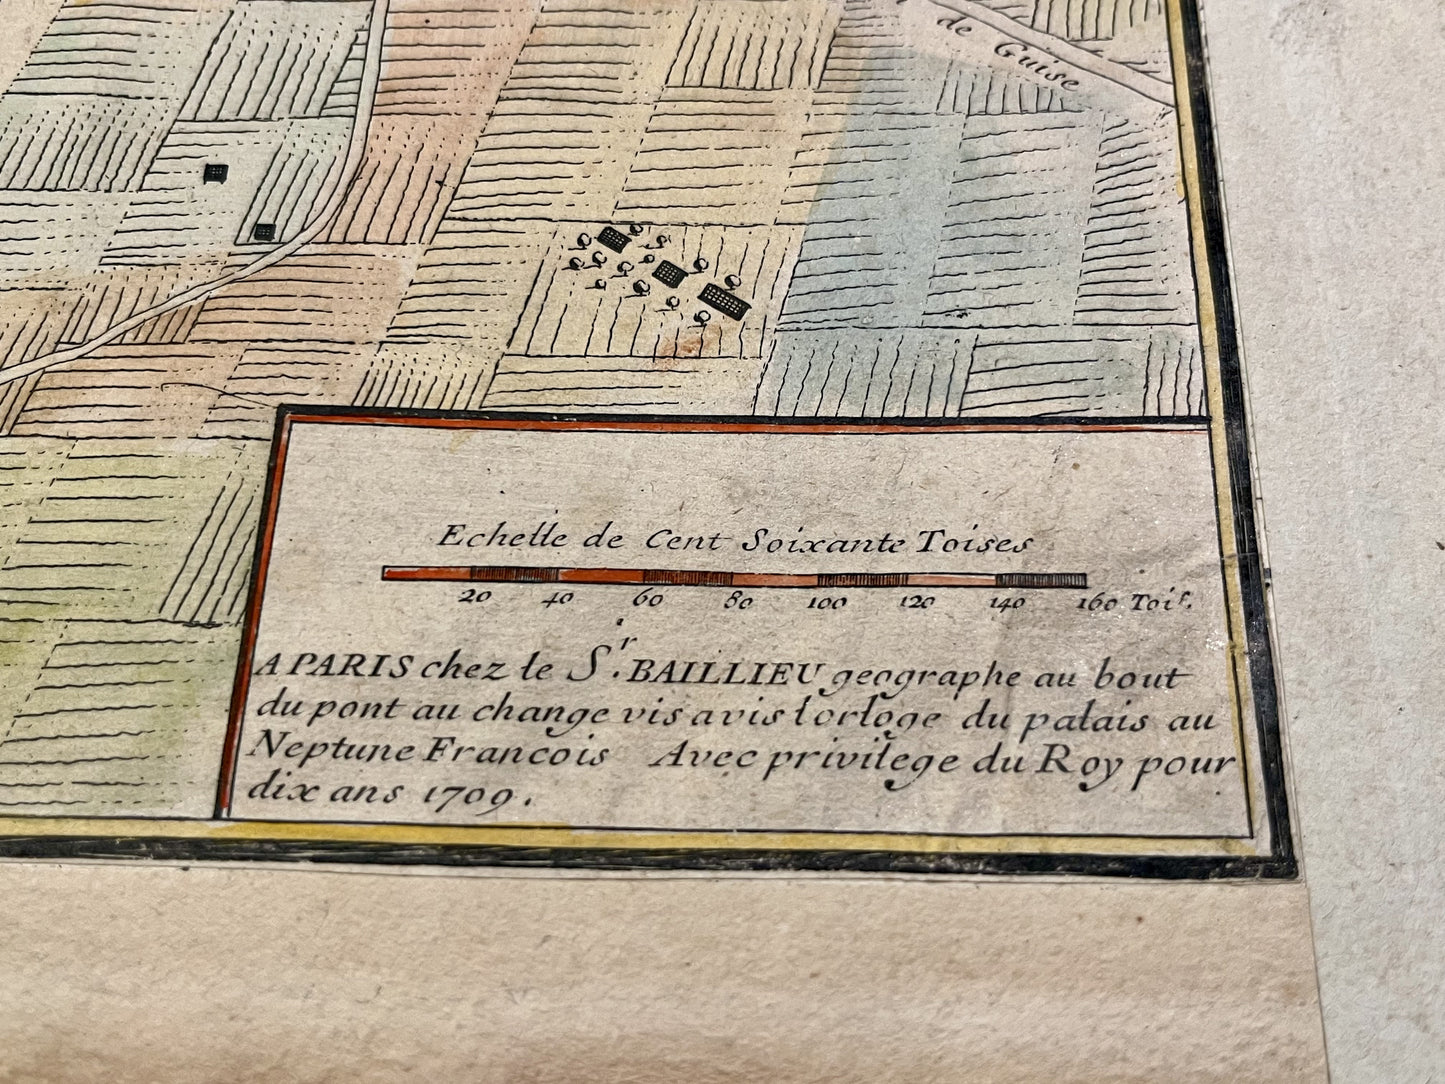 de Guise
Echelle de Cent Soixante Toises
20 40 60 80 100 120 140 160 Tois.
A PARIS chez le Sr. BAILLIEU geographe au bout
du pont au change vis avis lorloge du palais au
Neptune Francois Avec privilege du Roy pour
dix ans 1709.